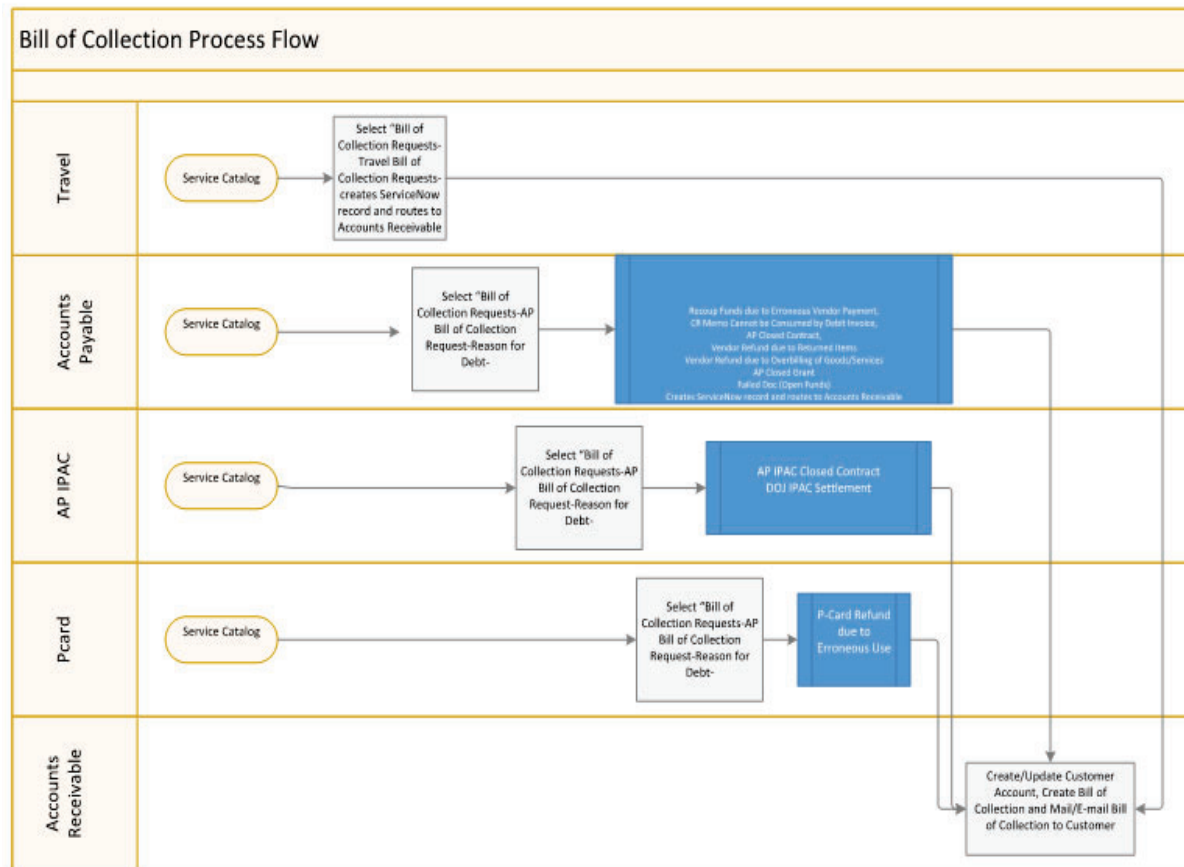 Bill of Collection Process Flow
Travel
Service Catalog
Select "Bill of
Collection Requests-
Travel Bill of
Collection Requests-
creates ServiceNow
record and routes to
Accounts Receivable
Accounts
Payable
Service Catalog
Select "Bill of
Collection Requests-AP
Bill of Collection
Request-Reason for
Debt-
Recoup Funds due to Erroneous Vendor Payment,
CR Memo Cannot be Consumed by Debit Invoice,
AP Closed Contract,
Vendor Refund due to Returned Items
Vendor Refund due to Overbilling of Goods/Services
AP Closed Grant
Failed Doc (Open Funds)
Creates ServiceNow record and routes to Accounts Receivable
AP IPAC
Service Catalog
Select "Bill of
Collection Requests-AP
Bill of Collection
Request-Reason for
Debt-
AP IPAC Closed Contract
DOJ IPAC Settlement
Pcard
Service Catalog
Select "Bill of
Collection Requests-AP
Bill of Collection
Request-Reason for
Debt-
P-Card Refund
due to
Erroneous Use
Accounts
Receivable
Create/Update Customer
Account, Create Bill of
Collection and Mail/E-mail Bill
of Collection to Customer